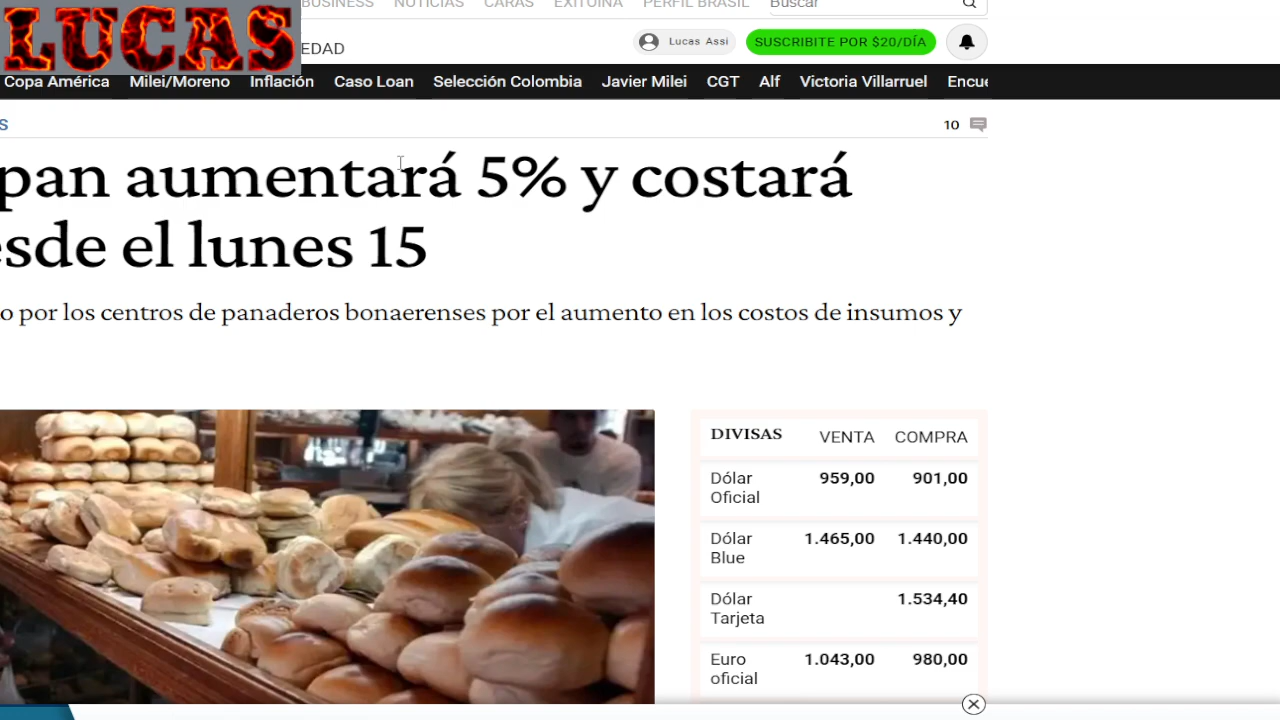 LUCAS
BUSINESS NOTICIAS CARAS EXITOINA PERFIL BRASIL Buscar
EDAD
Lucas Assi
SUSCRIBITE POR $20/DÍA
Copa América Milei/Moreno Inflación Caso Loan Selección Colombia Javier Milei CGT Alf Victoria Villarruel Encue
S
10
pan aumentará 5% y costará
esde el lunes 15
o por los centros de panaderos bonaerenses por el aumento en los costos de insumos y
DIVISAS VENTA COMPRA
Dólar
Oficial
959,00 901,00
Dólar
Blue
1.465,00 1.440,00
Dólar
Tarjeta
1.534,40
Euro
oficial
1.043,00 980,00